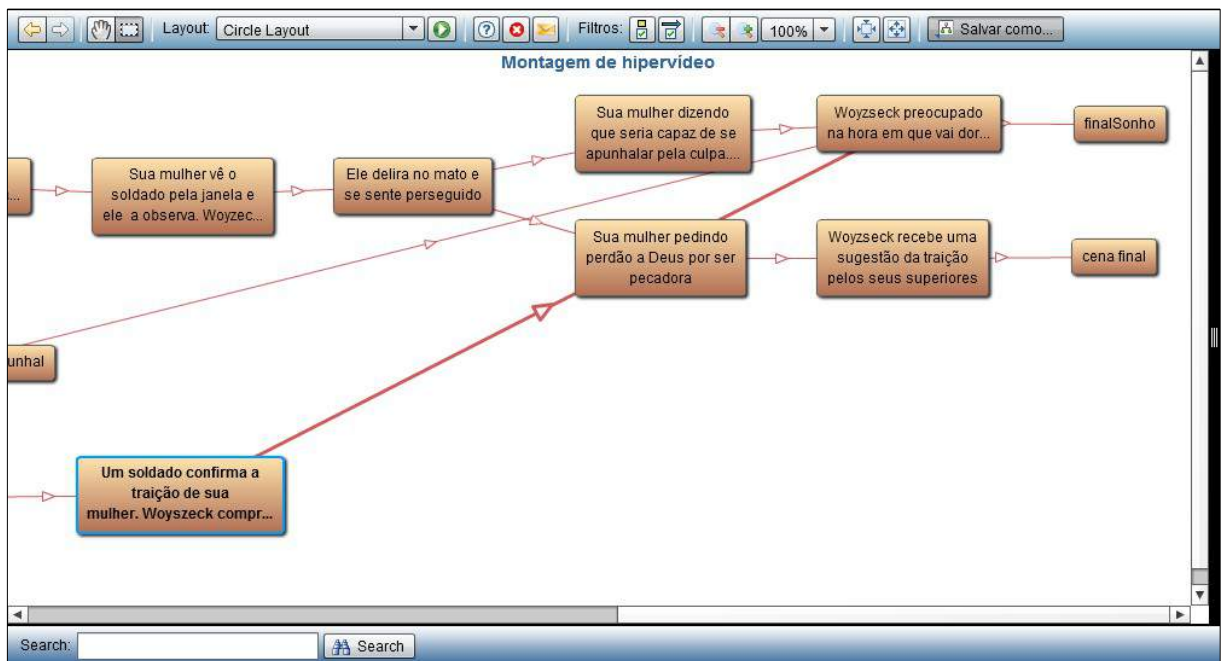 Layout: Circle Layout
Filtros:
100%
Salvar como...
Montagem de hipervídeo
Sua mulher vê o
soldado pela janela e
ele a observa. Woyzec...
Ele delira no mato e
se sente perseguido
Sua mulher dizendo
que seria capaz de se
apunhalar pela culpa....
Woyzseck preocupado
na hora em que vai dor...
finalSonho
Sua mulher pedindo
perdão a Deus por ser
pecadora
Woyzseck recebe uma
sugestão da traição
pelos seus superiores
cena final
unhal
Um soldado confirma a
traição de sua
mulher. Woyszeck compr...
Search:
Search